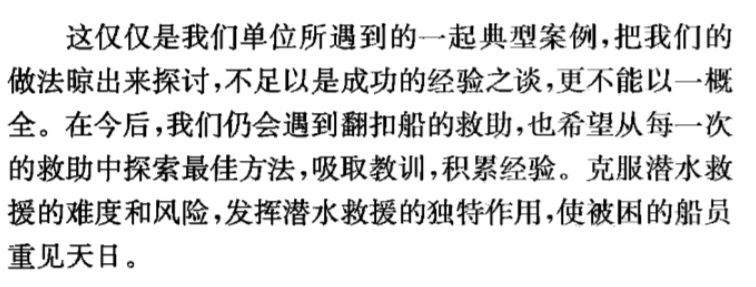 这仅仅是我们单位所遇到的一起典型案例,把我们的
做法晾出来探讨,不足以是成功的经验之谈,更不能以一概
全。在今后,我们仍会遇到翻扣船的救助,也希望从每一次
的救助中探索最佳方法,吸取教训,积累经验。克服潜水救
援的难度和风险,发挥潜水救援的独特作用,使被困的船员
重见天日。